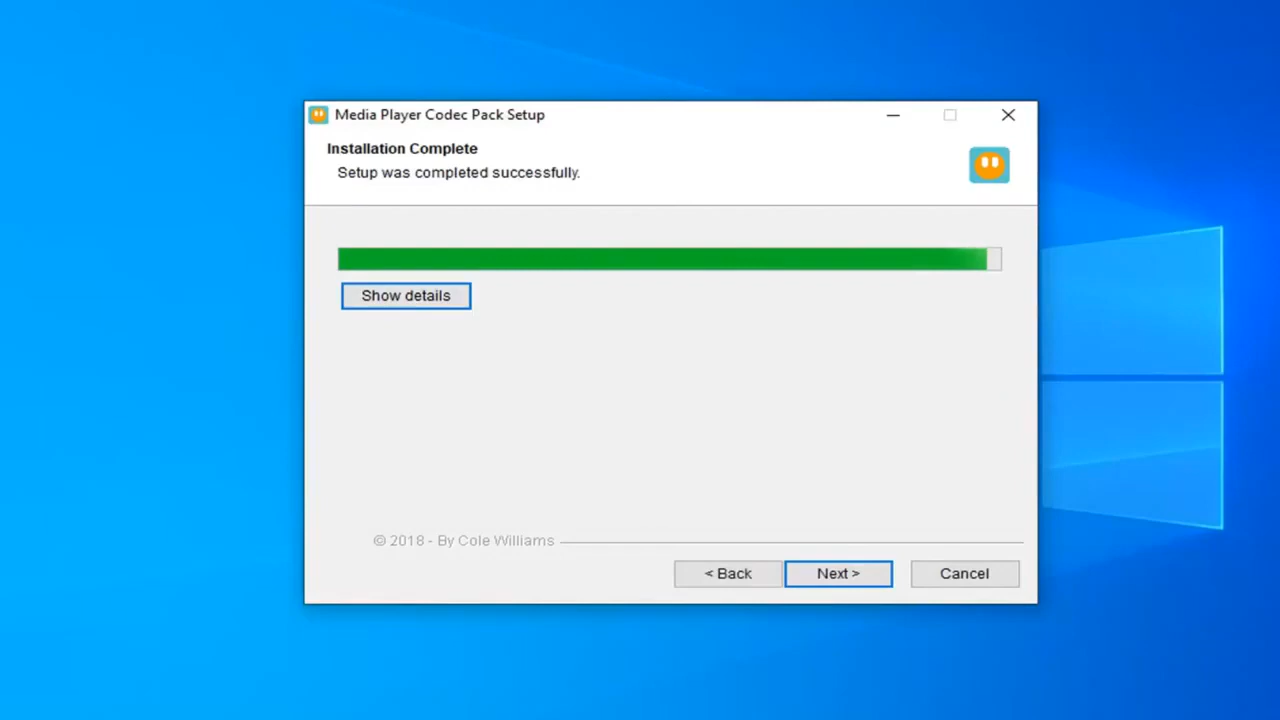 Media Player Codec Pack Setup
Installation Complete
Setup was completed successfully.
Show details
© 2018 - By Cole Williams
< Back
Next >
Cancel